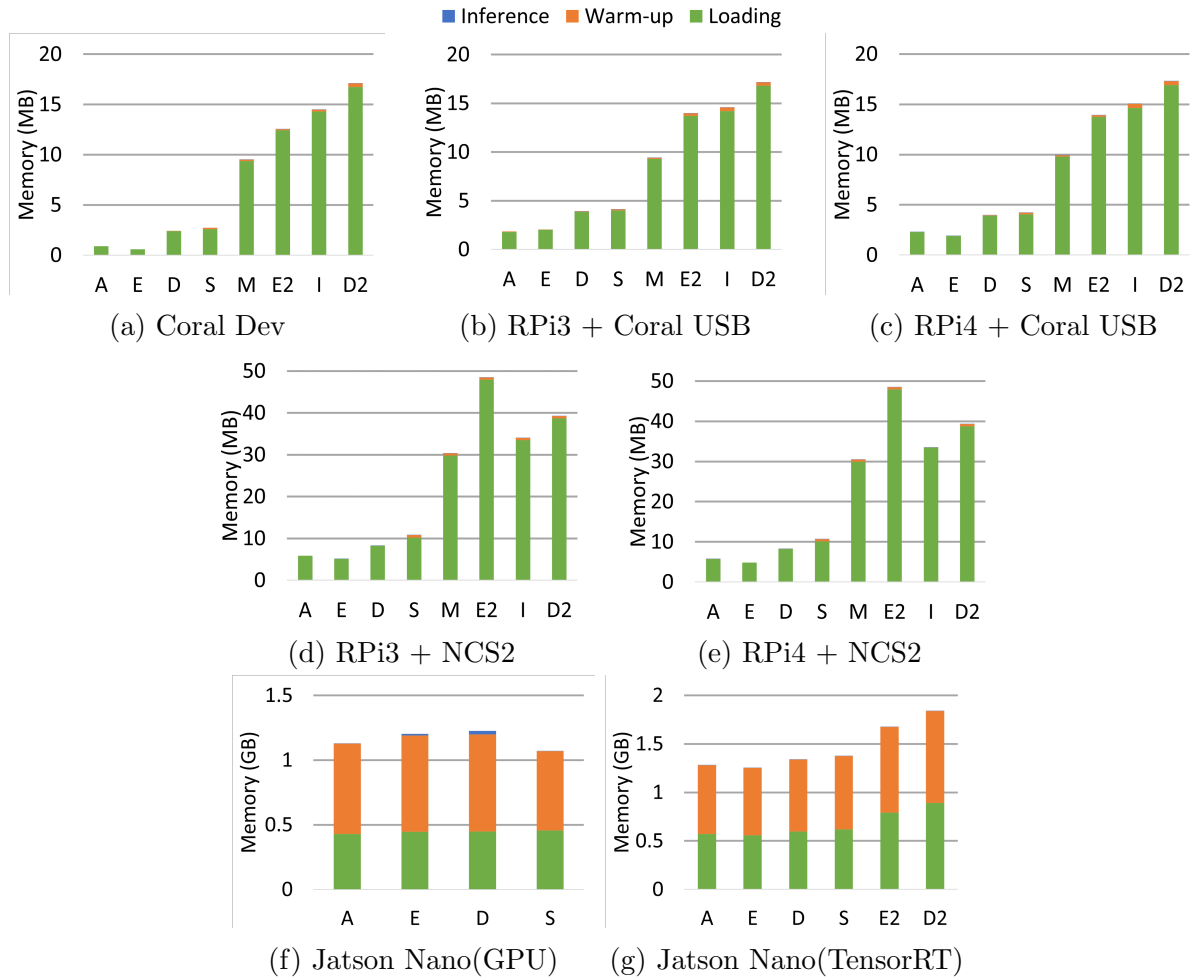 Inference Warm-up Loading
Memory (MB)
20
15
10
5
0
A E D S M E2 I D2
(a) Coral Dev
Memory (MB)
20
15
10
5
0
A E D S M E2 I D2
(b) RPi3 + Coral USB
Memory (MB)
20
15
10
5
0
A E D S M E2 I D2
(c) RPi4 + Coral USB
Memory (MB)
50
40
30
20
10
0
A E D S M E2 I D2
(d) RPi3 + NCS2
Memory (MB)
50
40
30
20
10
0
A E D S M E2 I D2
(e) RPi4 + NCS2
Memory (GB)
1.5
1
0.5
0
A E D S
(f) Jatson Nano(GPU)
Memory (GB)
2
1.5
1
0.5
0
A E D S E2 D2
(g) Jatson Nano(TensorRT)